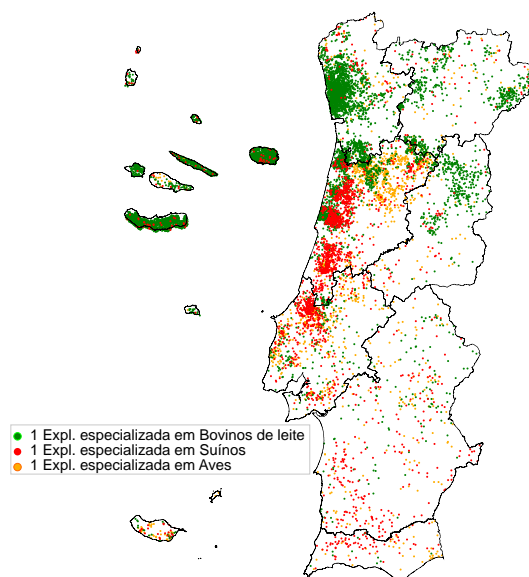 1 Expl. especializada em Bovinos de leite
1 Expl. especializada em Suínos
1 Expl. especializada em Aves